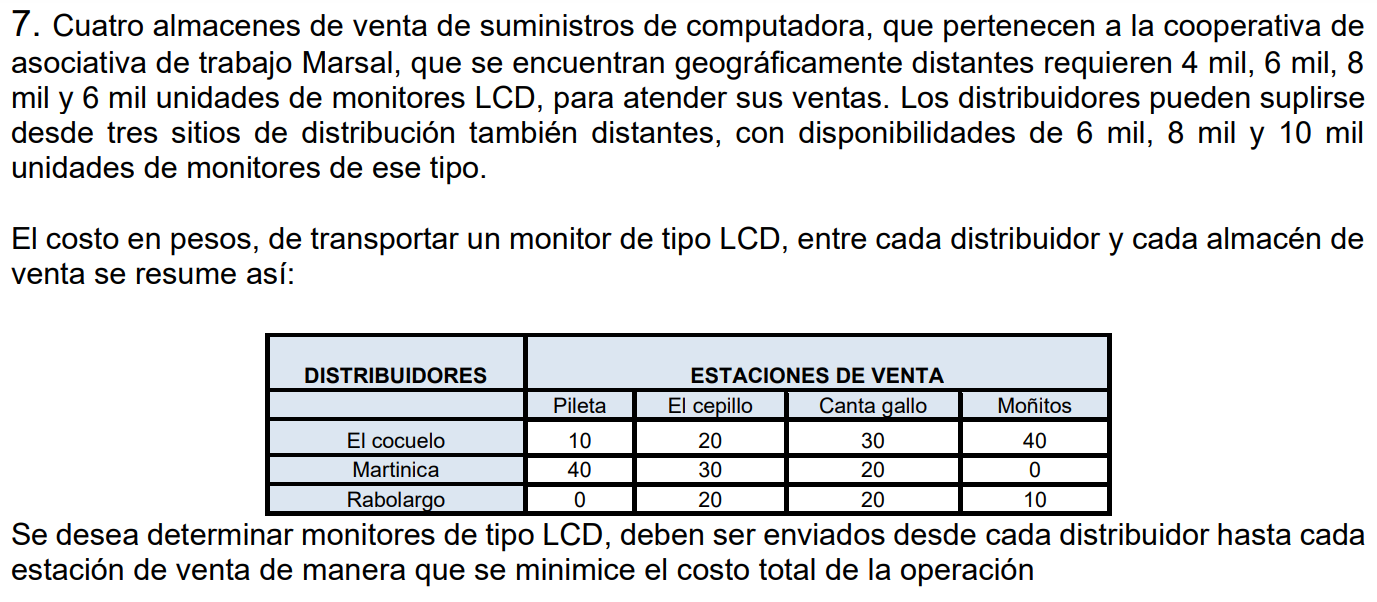 7. Cuatro almacenes de venta de suministros de computadora, que pertenecen a la cooperativa de
asociativa de trabajo Marsal, que se encuentran geográficamente distantes requieren 4 mil, 6 mil, 8
mil y 6 mil unidades de monitores LCD, para atender sus ventas. Los distribuidores pueden suplirse
desde tres sitios de distribución también distantes, con disponibilidades de 6 mil, 8 mil y 10 mil
unidades de monitores de ese tipo.
El costo en pesos, de transportar un monitor de tipo LCD, entre cada distribuidor y cada almacén de
venta se resume así:
DISTRIBUIDORES ESTACIONES DE VENTA
Pileta El cepillo Canta gallo Moñitos
El cocuelo 10 20 30 40
Martinica 40 30 20 0
Rabolargo 0 20 20 10
Se desea determinar monitores de tipo LCD, deben ser enviados desde cada distribuidor hasta cada
estación de venta de manera que se minimice el costo total de la operación